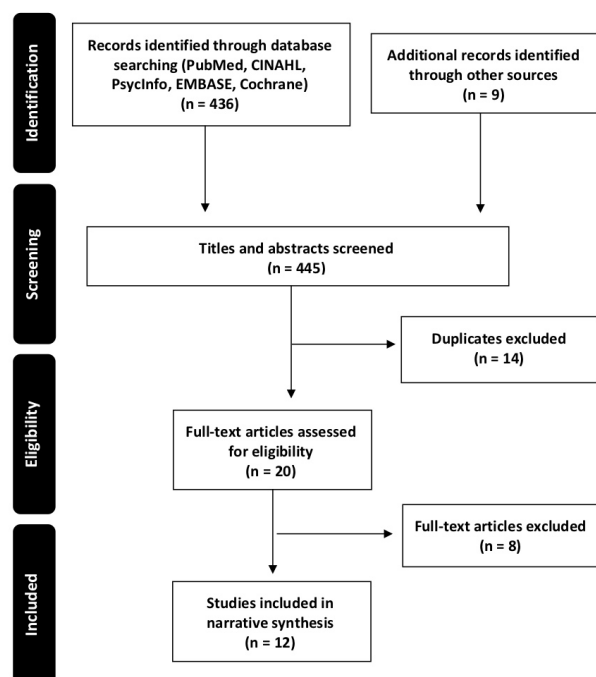 Identification
Records identified through database
searching (PubMed, CINAHL,
PsycInfo, EMBASE, Cochrane)
(n = 436)
Additional records identified
through other sources
(n = 9)
Screening
Titles and abstracts screened
(n = 445)
Duplicates excluded
(n = 14)
Eligibility
Full-text articles assessed
for eligibility
(n = 20)
Full-text articles excluded
(n = 8)
Included
Studies included in
narrative synthesis
(n = 12)